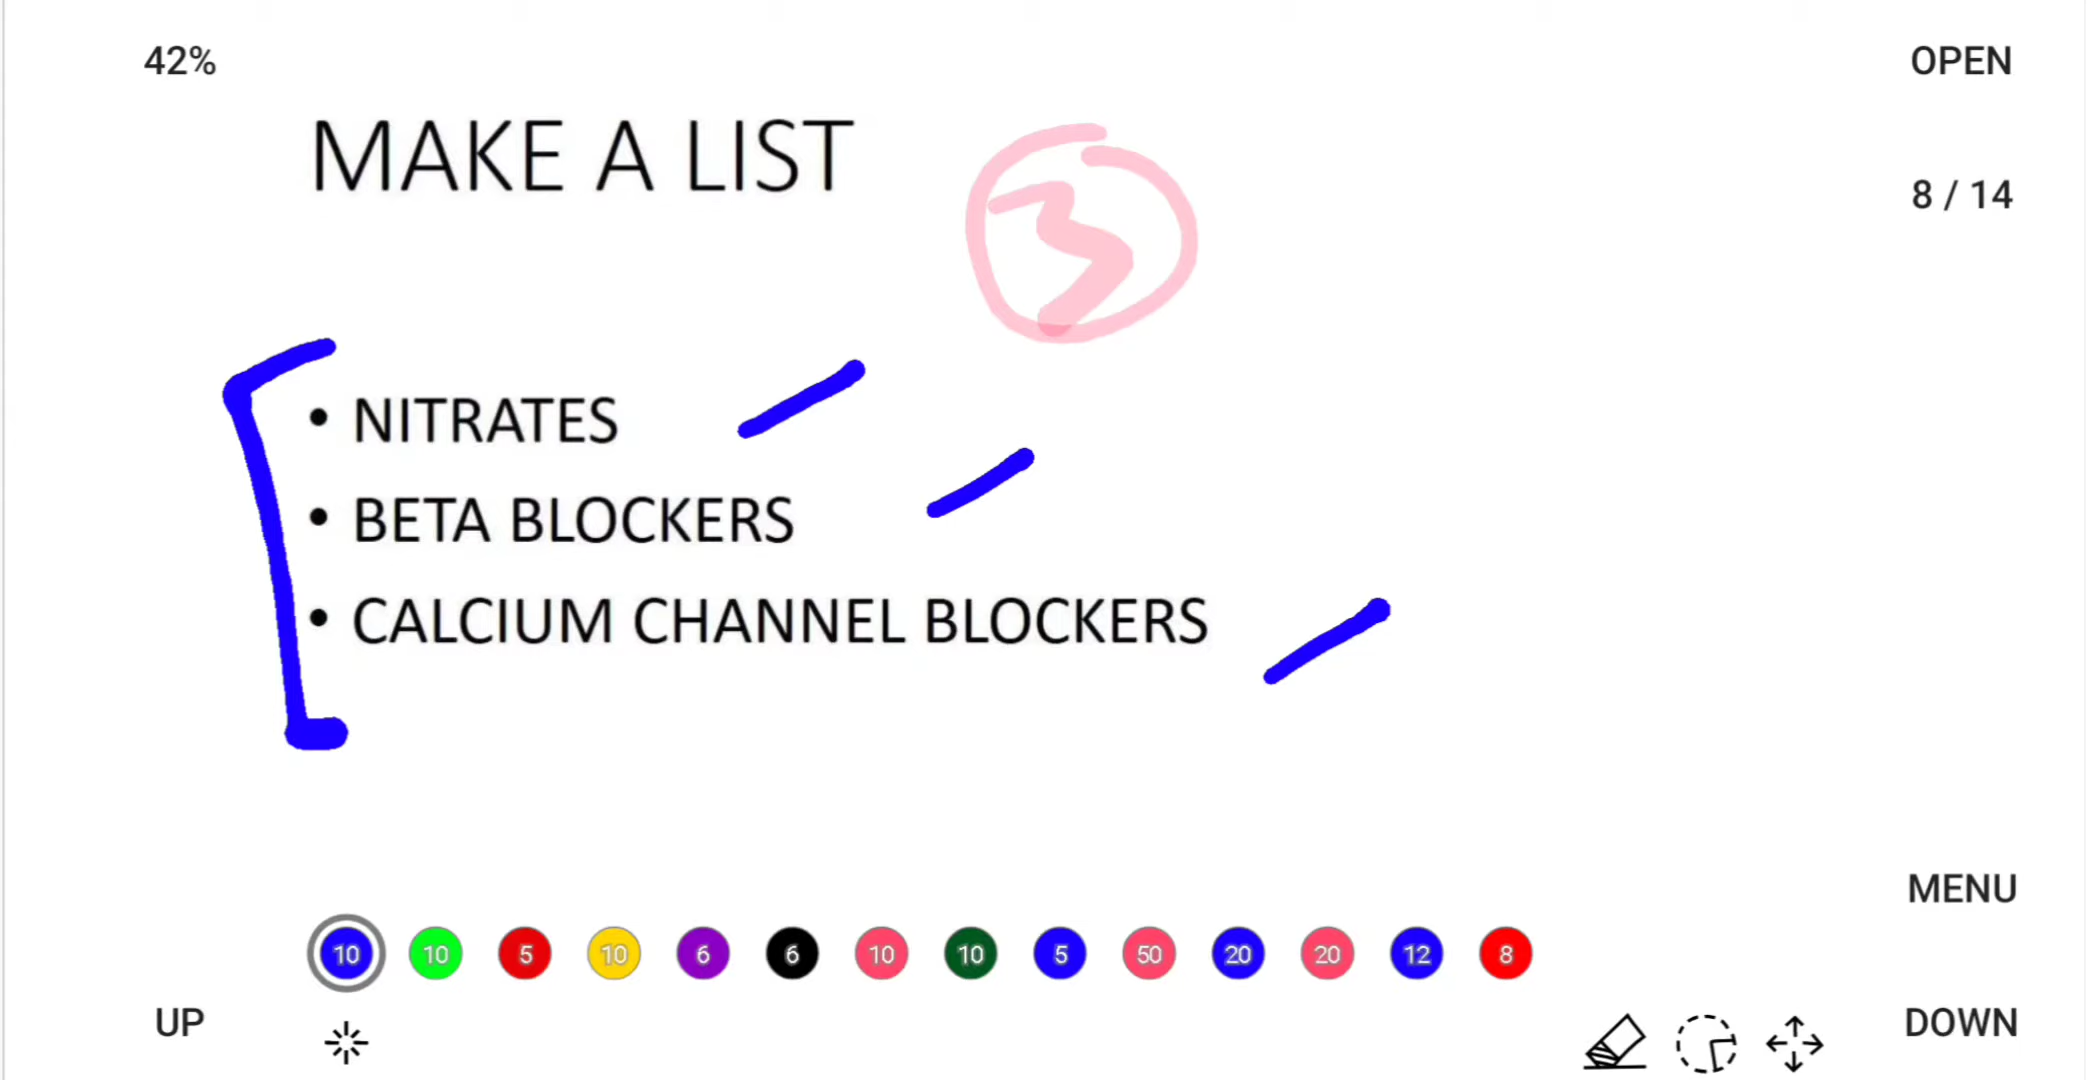 42%
OPEN
MAKE A LIST
3
8 / 14
• NITRATES
• BETA BLOCKERS
• CALCIUM CHANNEL BLOCKERS
MENU
10 10 5 10 6 6 10 10 5 50 20 20 12 8
UP
DOWN